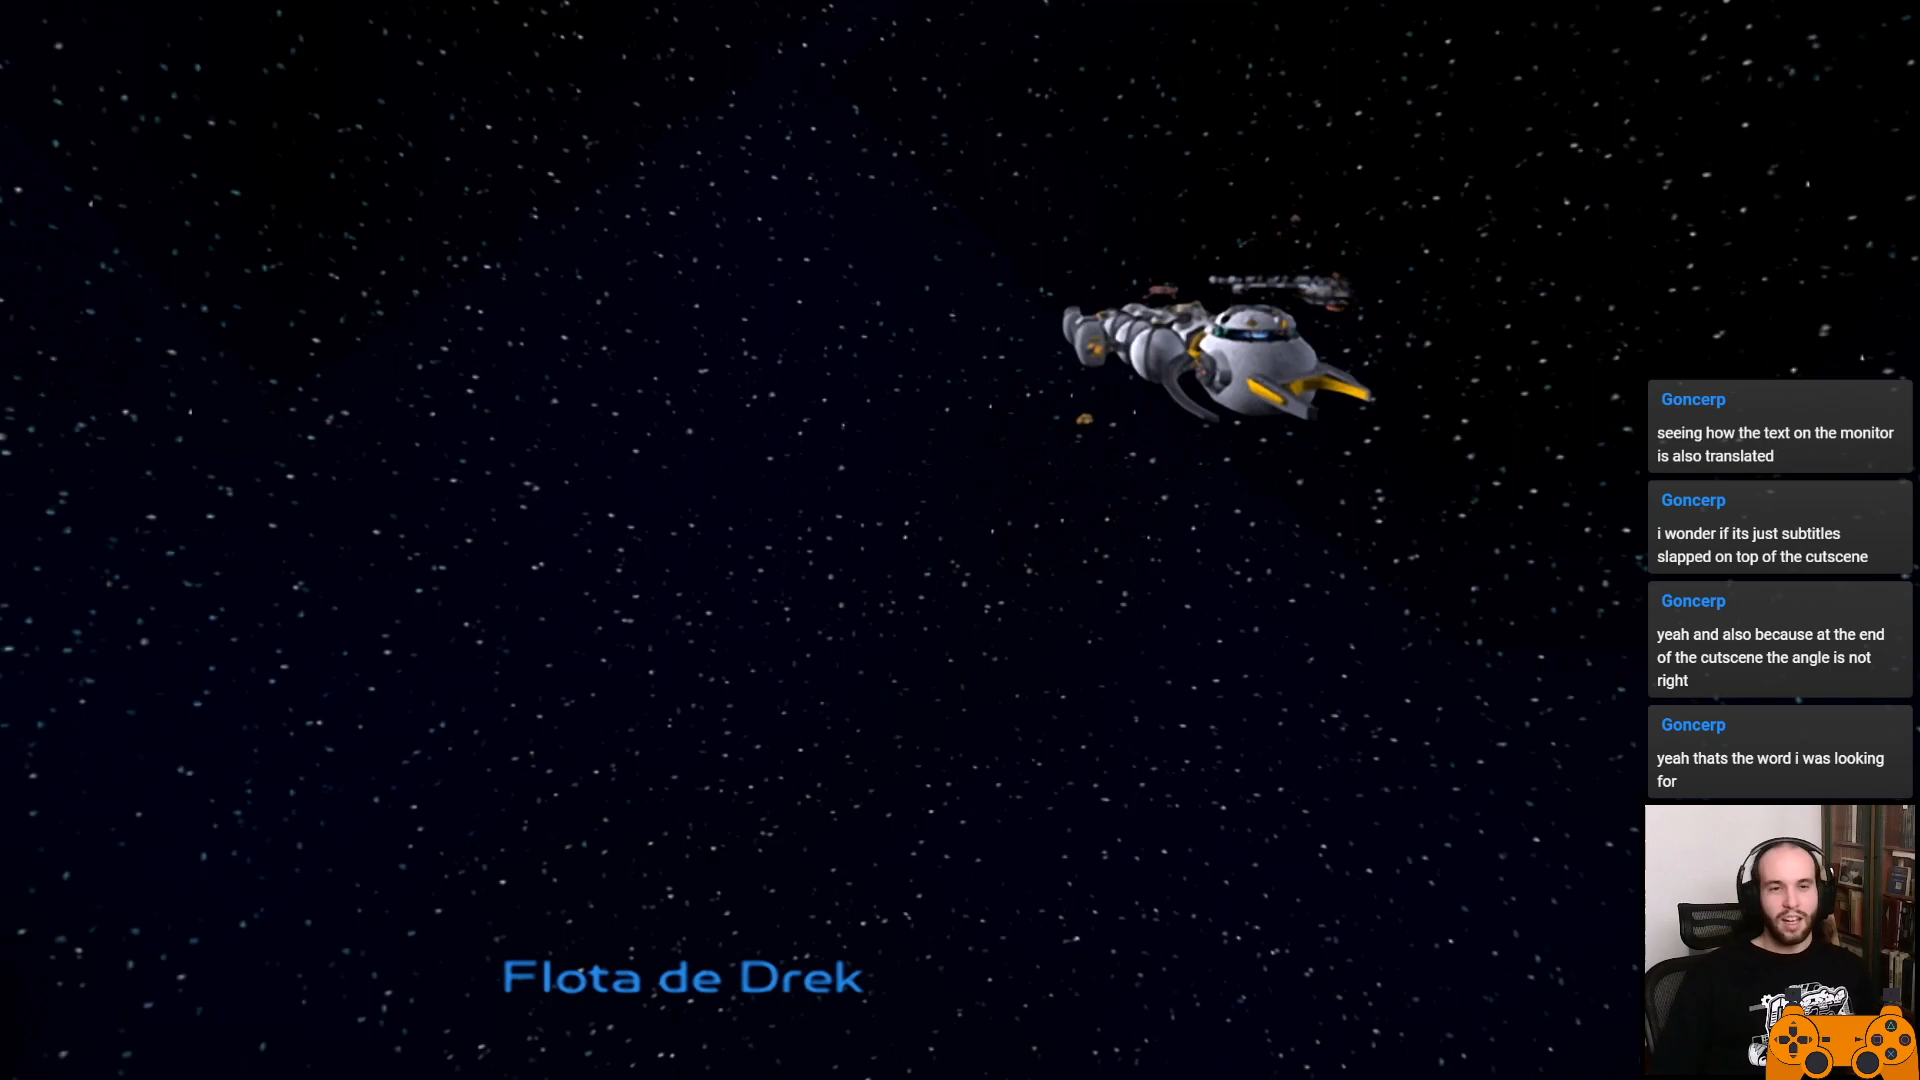 Goncerp
seeing how the text on the monitor
is also translated
Goncerp
i wonder if its just subtitles
slapped on top of the cutscene
Goncerp
yeah and also because at the end
of the cutscene the angle is not
right
Goncerp
yeah thats the word i was looking
for
Flota de Drek